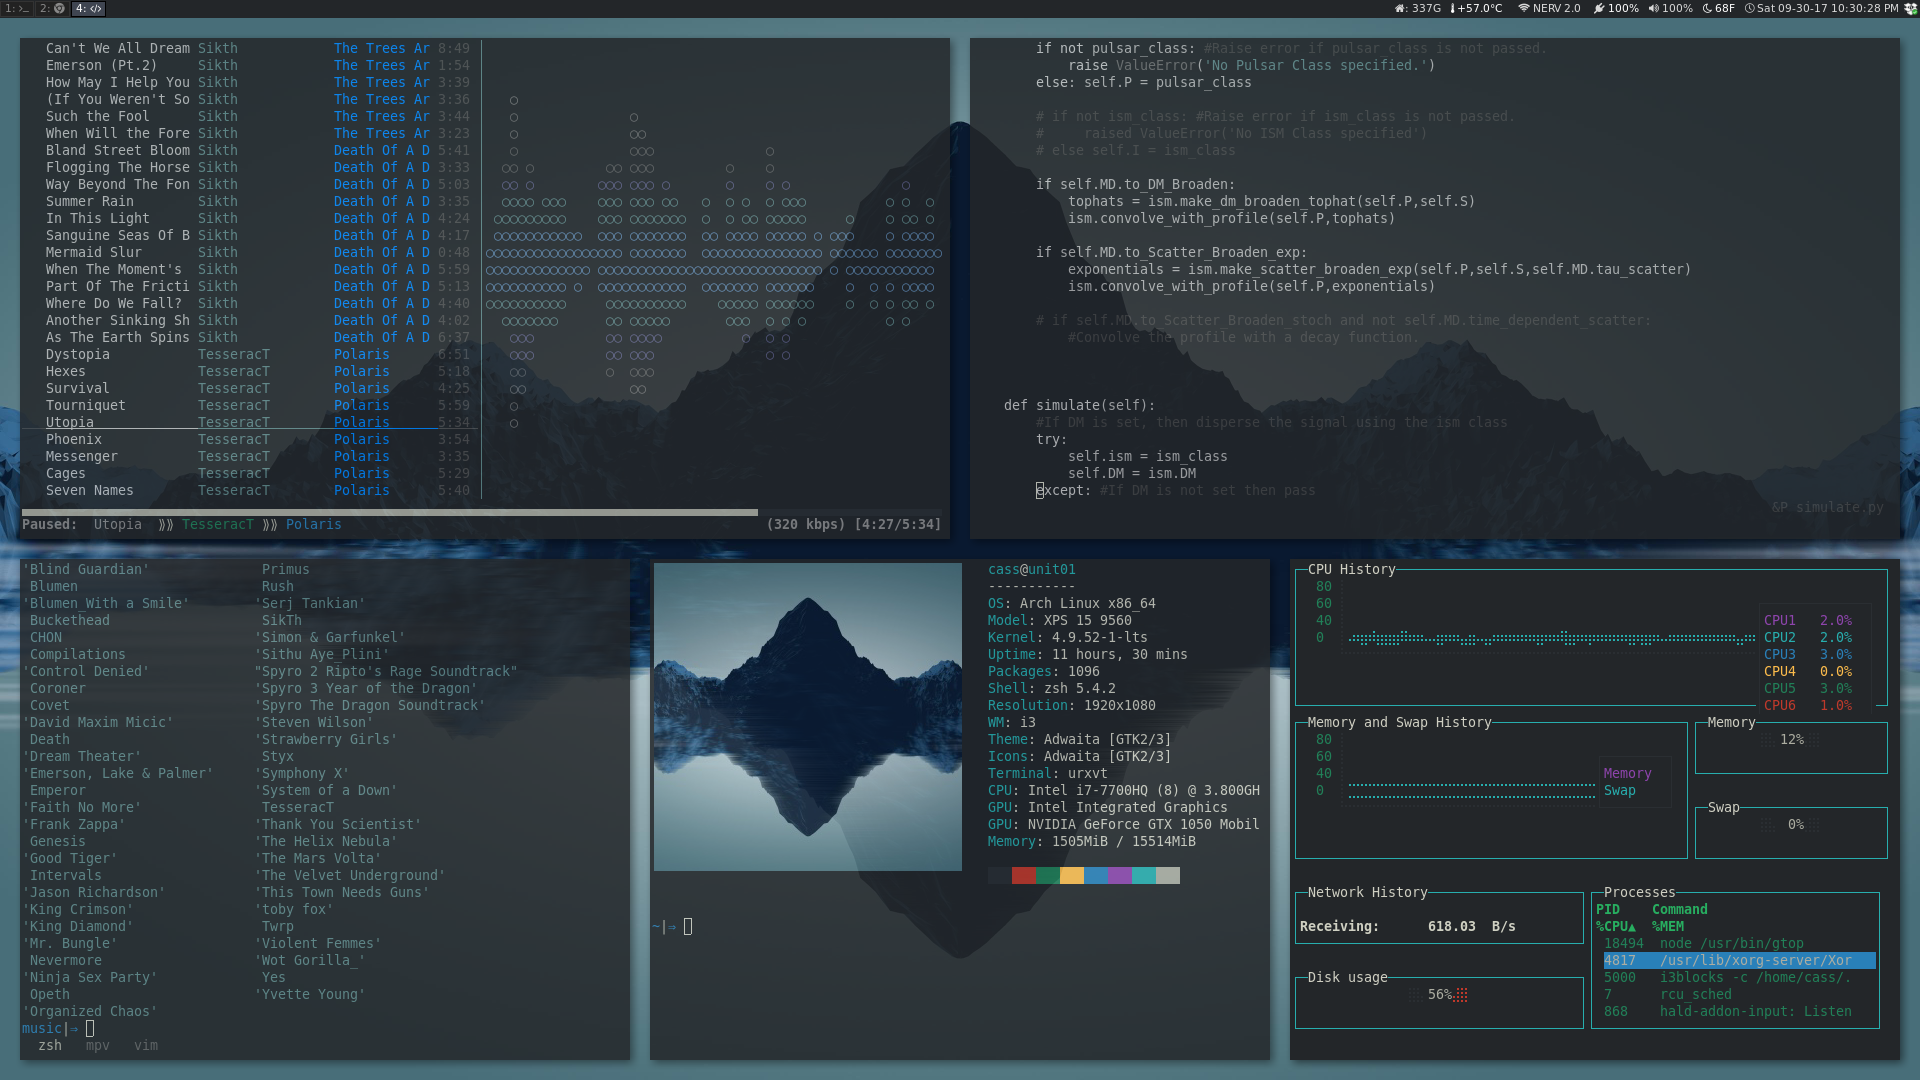 1: >_ 2: 4: </>
: 337G +57.0°C NERV 2.0 100% 100% 68F Sat 09-30-17 10:30:28 PM
Can't We All Dream Sikth The Trees Ar 8:49
Emerson (Pt.2) Sikth The Trees Ar 1:54
How May I Help You Sikth The Trees Ar 3:39
(If You Weren't So Sikth The Trees Ar 3:36
Such the Fool Sikth The Trees Ar 3:44
When Will the Fore Sikth The Trees Ar 3:23
Bland Street Bloom Sikth Death Of A D 5:41
Flogging The Horse Sikth Death Of A D 3:33
Way Beyond The Fon Sikth Death Of A D 5:03
Summer Rain Sikth Death Of A D 3:35
In This Light Sikth Death Of A D 4:24
Sanguine Seas Of B Sikth Death Of A D 4:17
Mermaid Slur Sikth Death Of A D 0:48
When The Moment's Sikth Death Of A D 5:59
Part Of The Fricti Sikth Death Of A D 5:13
Where Do We Fall? Sikth Death Of A D 4:40
Another Sinking Sh Sikth Death Of A D 4:02
As The Earth Spins Sikth Death Of A D 6:37
Dystopia TesseracT Polaris 6:51
Hexes TesseracT Polaris 5:18
Survival TesseracT Polaris 4:25
Tourniquet TesseracT Polaris 5:59
Utopia TesseracT Polaris 5:34
Phoenix TesseracT Polaris 3:54
Messenger TesseracT Polaris 3:35
Cages TesseracT Polaris 5:29
Seven Names TesseracT Polaris 5:40
Paused: Utopia ⟫ TesseracT ⟫ Polaris (320 kbps) [4:27/5:34]
if not pulsar_class: #Raise error if pulsar class is not passed.
raise ValueError('No Pulsar Class specified.')
else: self.P = pulsar_class
# if not ism_class: #Raise error if ism_class is not passed.
# raised ValueError('No ISM Class specified')
# else self.I = ism_class
if self.MD.to_DM_Broaden:
tophats = ism.make_dm_broaden_tophat(self.P,self.S)
ism.convolve_with_profile(self.P,tophats)
if self.MD.to_Scatter_Broaden_exp:
exponentials = ism.make_scatter_broaden_exp(self.P,self.S,self.MD.tau_scatter)
ism.convolve_with_profile(self.P,exponentials)
# if self.MD.to_Scatter_Broaden_stoch and not self.MD.time_dependent_scatter:
#Convolve the profile with a decay function.
def simulate(self):
#If DM is set, then disperse the signal using the ism class
try:
self.ism = ism_class
self.DM = ism.DM
except: #If DM is not set then pass
&P simulate.py
'Blind Guardian' Primus
Blumen Rush
'Blumen_With a Smile' 'Serj Tankian'
Buckethead SikTh
CHON 'Simon & Garfunkel'
Compilations 'Sithu Aye_Plini'
'Control Denied' "Spyro 2 Ripto's Rage Soundtrack"
Coroner 'Spyro 3 Year of the Dragon'
Covet 'Spyro The Dragon Soundtrack'
'David Maxim Micic' 'Steven Wilson'
Death 'Strawberry Girls'
'Dream Theater' Styx
'Emerson, Lake & Palmer' 'Symphony X'
Emperor 'System of a Down'
'Faith No More' TesseracT
'Frank Zappa' 'Thank You Scientist'
Genesis 'The Helix Nebula'
'Good Tiger' 'The Mars Volta'
Intervals 'The Velvet Underground'
'Jason Richardson' 'This Town Needs Guns'
'King Crimson' 'toby fox'
'King Diamond' Twrp
'Mr. Bungle' 'Violent Femmes'
Nevermore 'Wot Gorilla_'
'Ninja Sex Party' Yes
Opeth 'Yvette Young'
'Organized Chaos'
music|⇒
zsh mpv vim
cass@unit01
-----------
OS: Arch Linux x86_64
Model: XPS 15 9560
Kernel: 4.9.52-1-lts
Uptime: 11 hours, 30 mins
Packages: 1096
Shell: zsh 5.4.2
Resolution: 1920x1080
WM: i3
Theme: Adwaita [GTK2/3]
Icons: Adwaita [GTK2/3]
Terminal: urxvt
CPU: Intel i7-7700HQ (8) @ 3.800GH
GPU: Intel Integrated Graphics
GPU: NVIDIA GeForce GTX 1050 Mobil
Memory: 1505MiB / 15514MiB
~|⇒
CPU History
80
60
40
0
CPU1 2.0%
CPU2 2.0%
CPU3 3.0%
CPU4 0.0%
CPU5 3.0%
CPU6 1.0%
Memory and Swap History
80
60
40
0
Memory
Swap
Memory
12%
Swap
0%
Network History
Receiving: 618.03 B/s
Disk usage
56%
Processes
PID Command
%CPU▲ %MEM
18494 node /usr/bin/gtop
4817 /usr/lib/xorg-server/Xor
5000 i3blocks -c /home/cass/.
7 rcu_sched
868 hald-addon-input: Listen